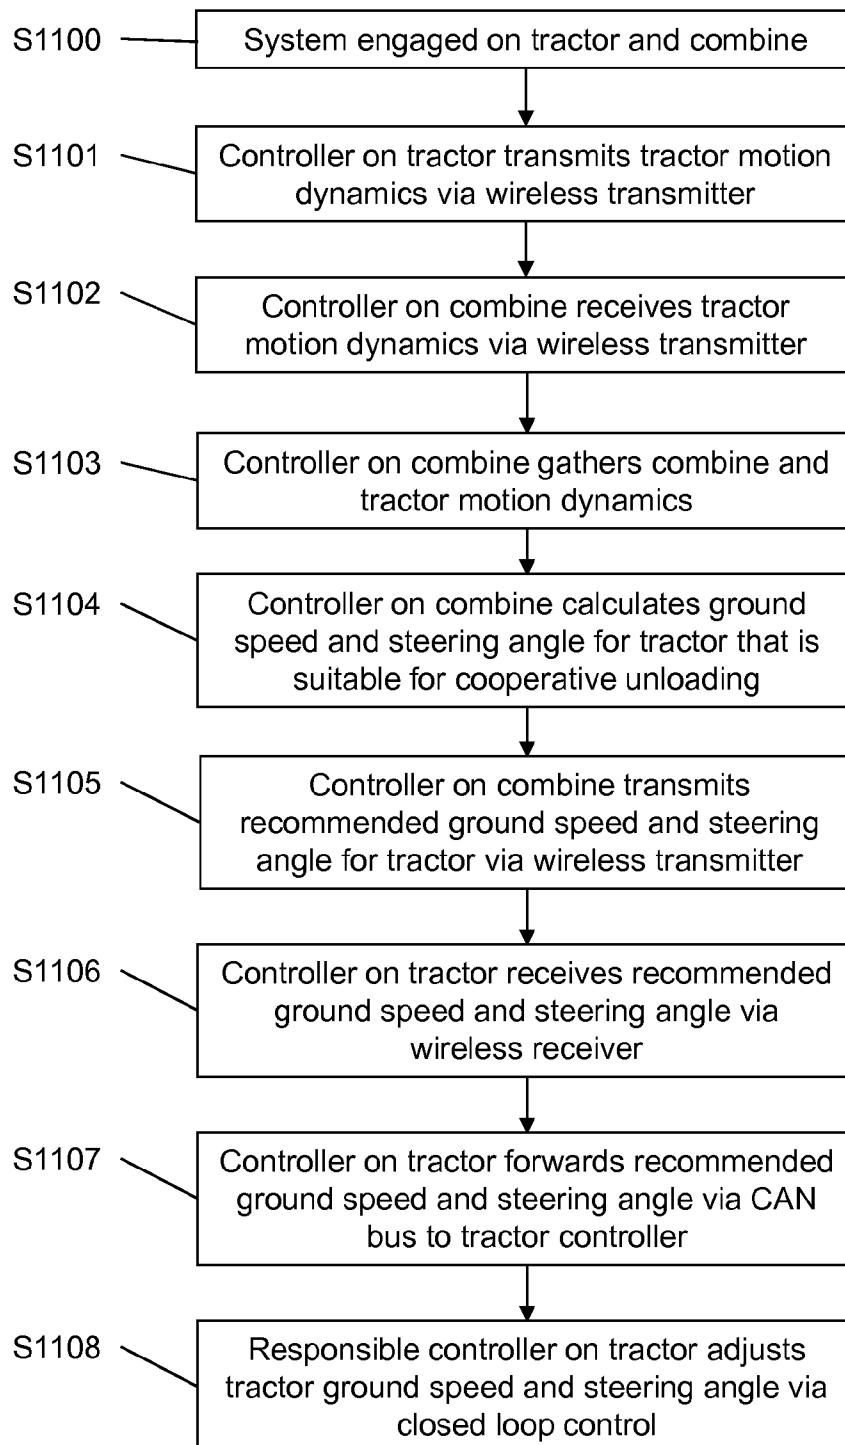 S1100
System engaged on tractor and combine
S1101
Controller on tractor transmits tractor motion
dynamics via wireless transmitter
S1102
Controller on combine receives tractor
motion dynamics via wireless transmitter
S1103
Controller on combine gathers combine and
tractor motion dynamics
S1104
Controller on combine calculates ground
speed and steering angle for tractor that is
suitable for cooperative unloading
S1105
Controller on combine transmits
recommended ground speed and steering
angle for tractor via wireless transmitter
S1106
Controller on tractor receives recommended
ground speed and steering angle via
wireless receiver
S1107
Controller on tractor forwards recommended
ground speed and steering angle via CAN
bus to tractor controller
S1108
Responsible controller on tractor adjusts
tractor ground speed and steering angle via
closed loop control